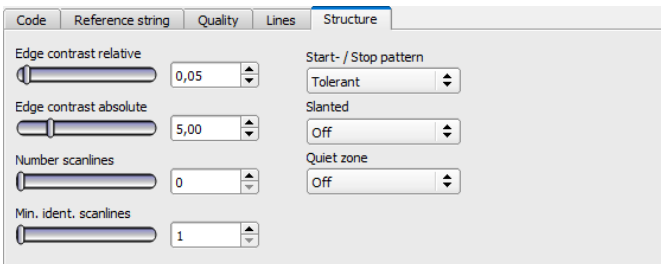 Code Reference string Quality Lines Structure
Edge contrast relative
0,05
Edge contrast absolute
5,00
Number scanlines
0
Min. ident. scanlines
1
Start- / Stop pattern
Tolerant
Slanted
Off
Quiet zone
Off